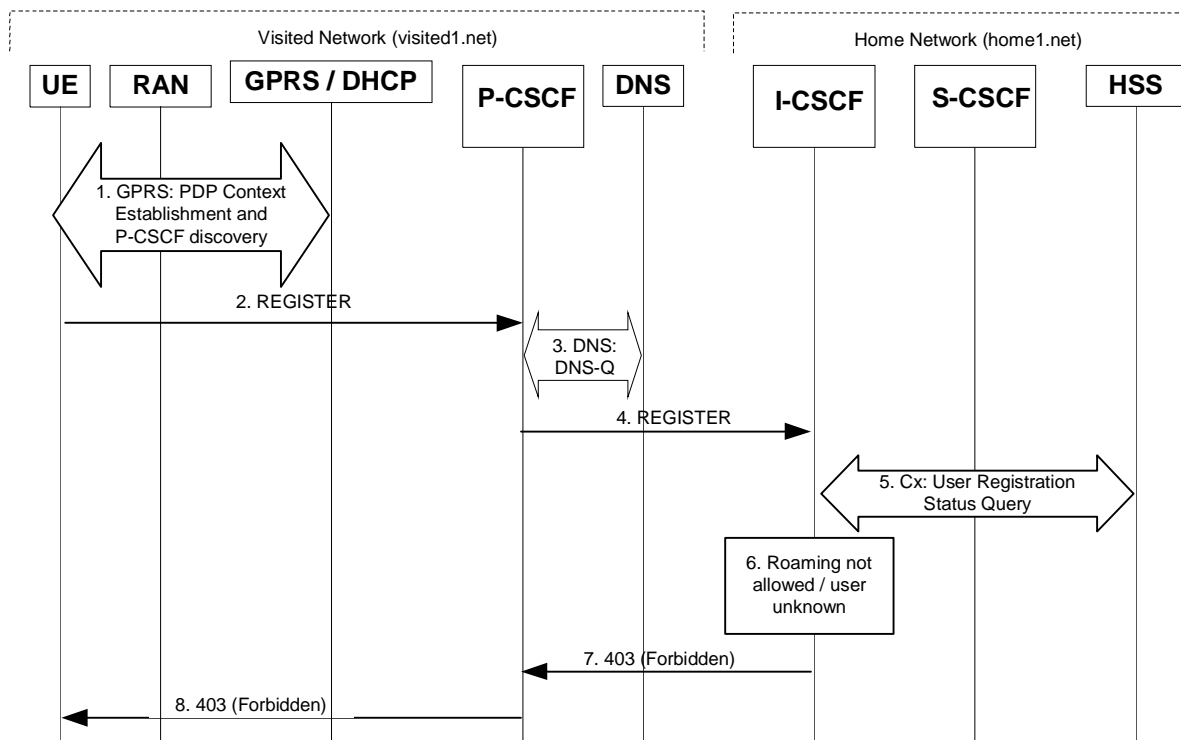 Visited Network (visited1.net)
Home Network (home1.net)
UE
RAN
GPRS / DHCP
P-CSCF
DNS
I-CSCF
S-CSCF
HSS
1. GPRS: PDP Context
Establishment and
P-CSCF discovery
2. REGISTER
3. DNS:
DNS-Q
4. REGISTER
5. Cx: User Registration
Status Query
6. Roaming not
allowed / user
unknown
7. 403 (Forbidden)
8. 403 (Forbidden)